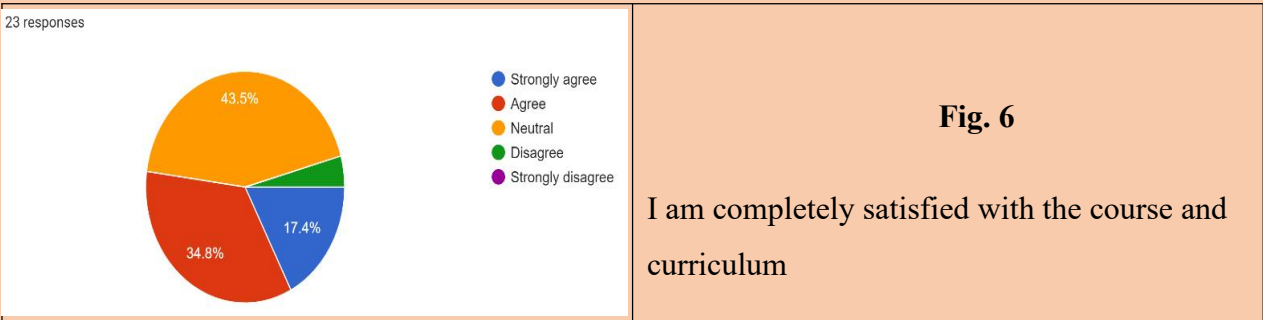 23 responses
43.5%
34.8%
17.4%
Strongly agree
Agree
Neutral
Disagree
Strongly disagree
Fig. 6
I am completely satisfied with the course and
curriculum